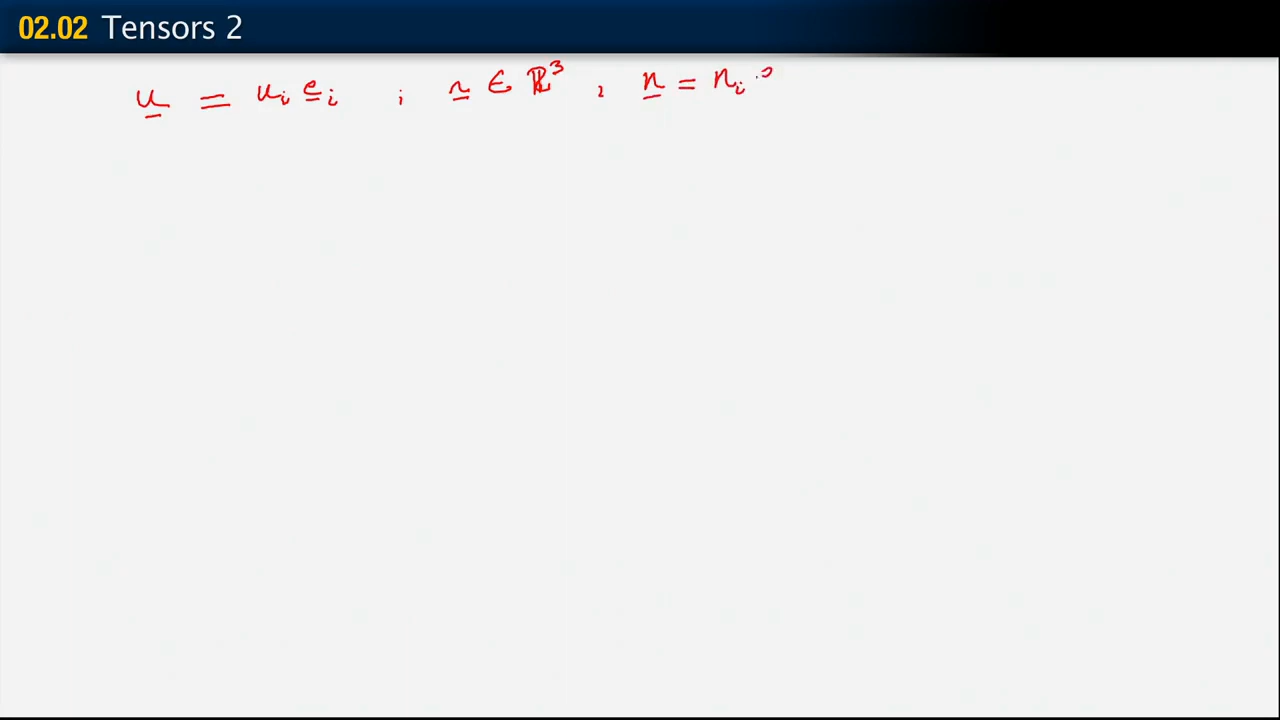 02.02 Tensors 2
u = uᵢ eᵢ ; n ∈ ℝ³ , n = nᵢ